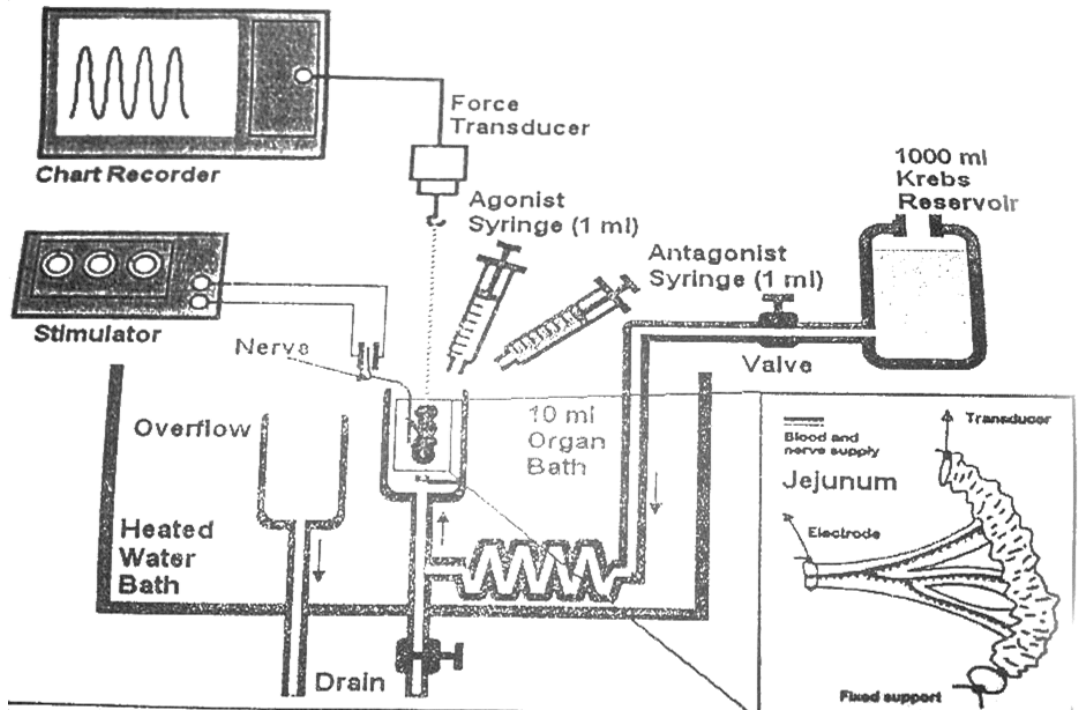 Force
Transducer
Chart Recorder
Agonist
Syringe (1 ml)
1000 ml
Krebs
Reservoir
Antagonist
Syringe (1 ml)
Stimulator
Nerve
Valve
Overflow
10 ml
Organ
Bath
Heated
Water
Bath
Drain
Transducer
Blood and
nerve supply
Jejunum
Electrode
Fixed support